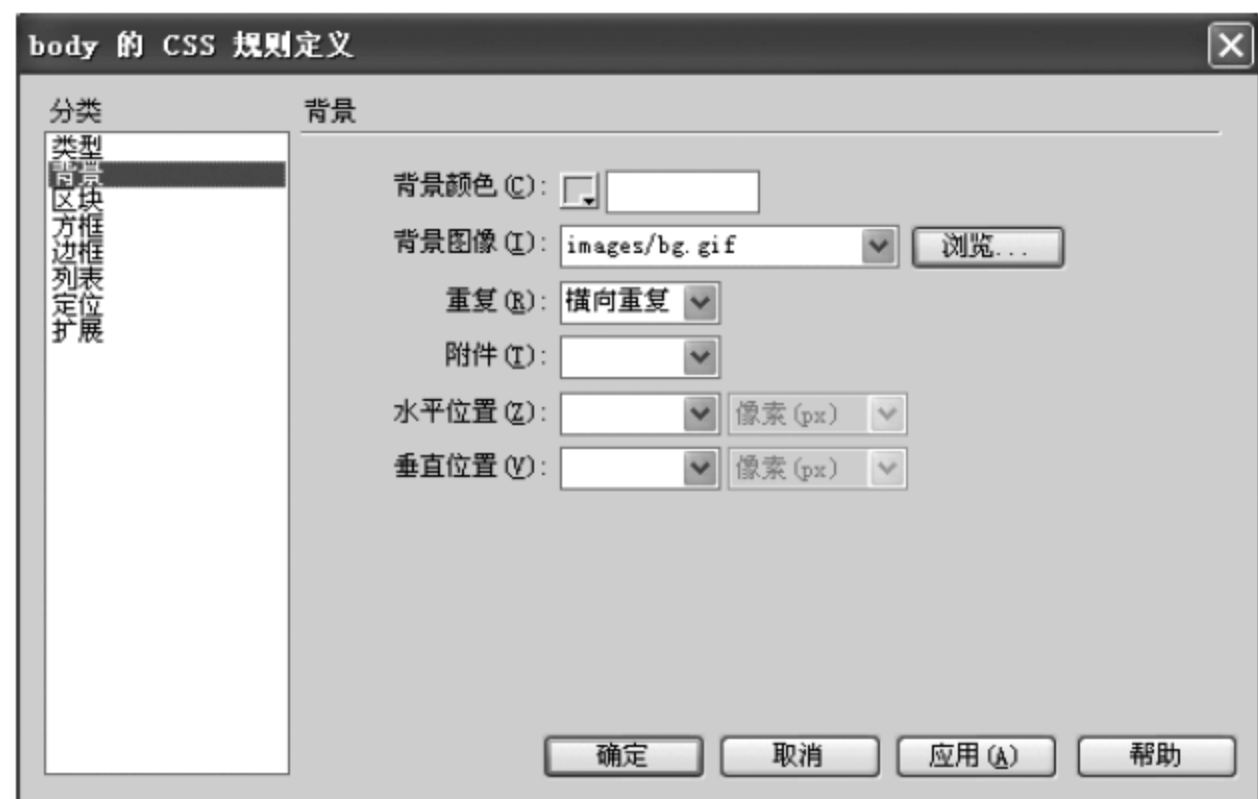 body 的 CSS 规则定义
分类
背景
类型
背景
区块
方框
边框
列表
定位
扩展
背景颜色(C):
背景图像(I): images/bg.gif 浏览...
重复(R): 横向重复
附件(T):
水平位置(Z): 像素(px)
垂直位置(V): 像素(px)
确定 取消 应用(A) 帮助